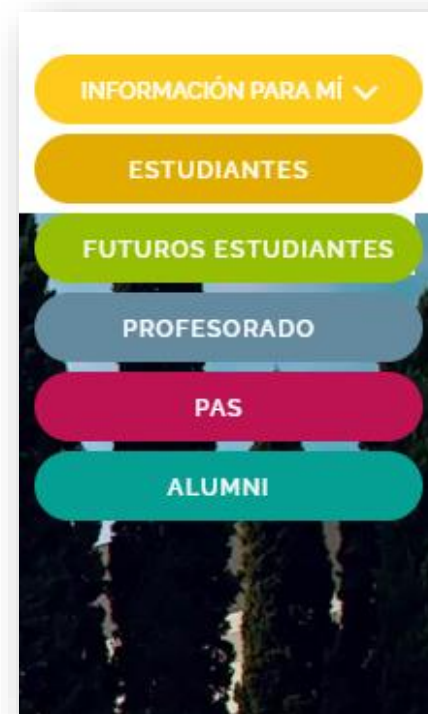 INFORMACIÓN PARA MÍ
ESTUDIANTES
FUTUROS ESTUDIANTES
PROFESORADO
PAS
ALUMNI